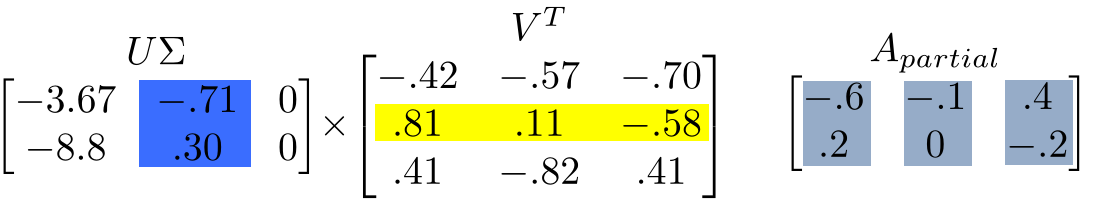 UΣ V^T A_partial
−3.67 −.71 0 −.42 −.57 −.70 −.6 −.1 .4
−8.8 .30 0 × .81 .11 −.58 .2 0 −.2
.41 −.82 .41